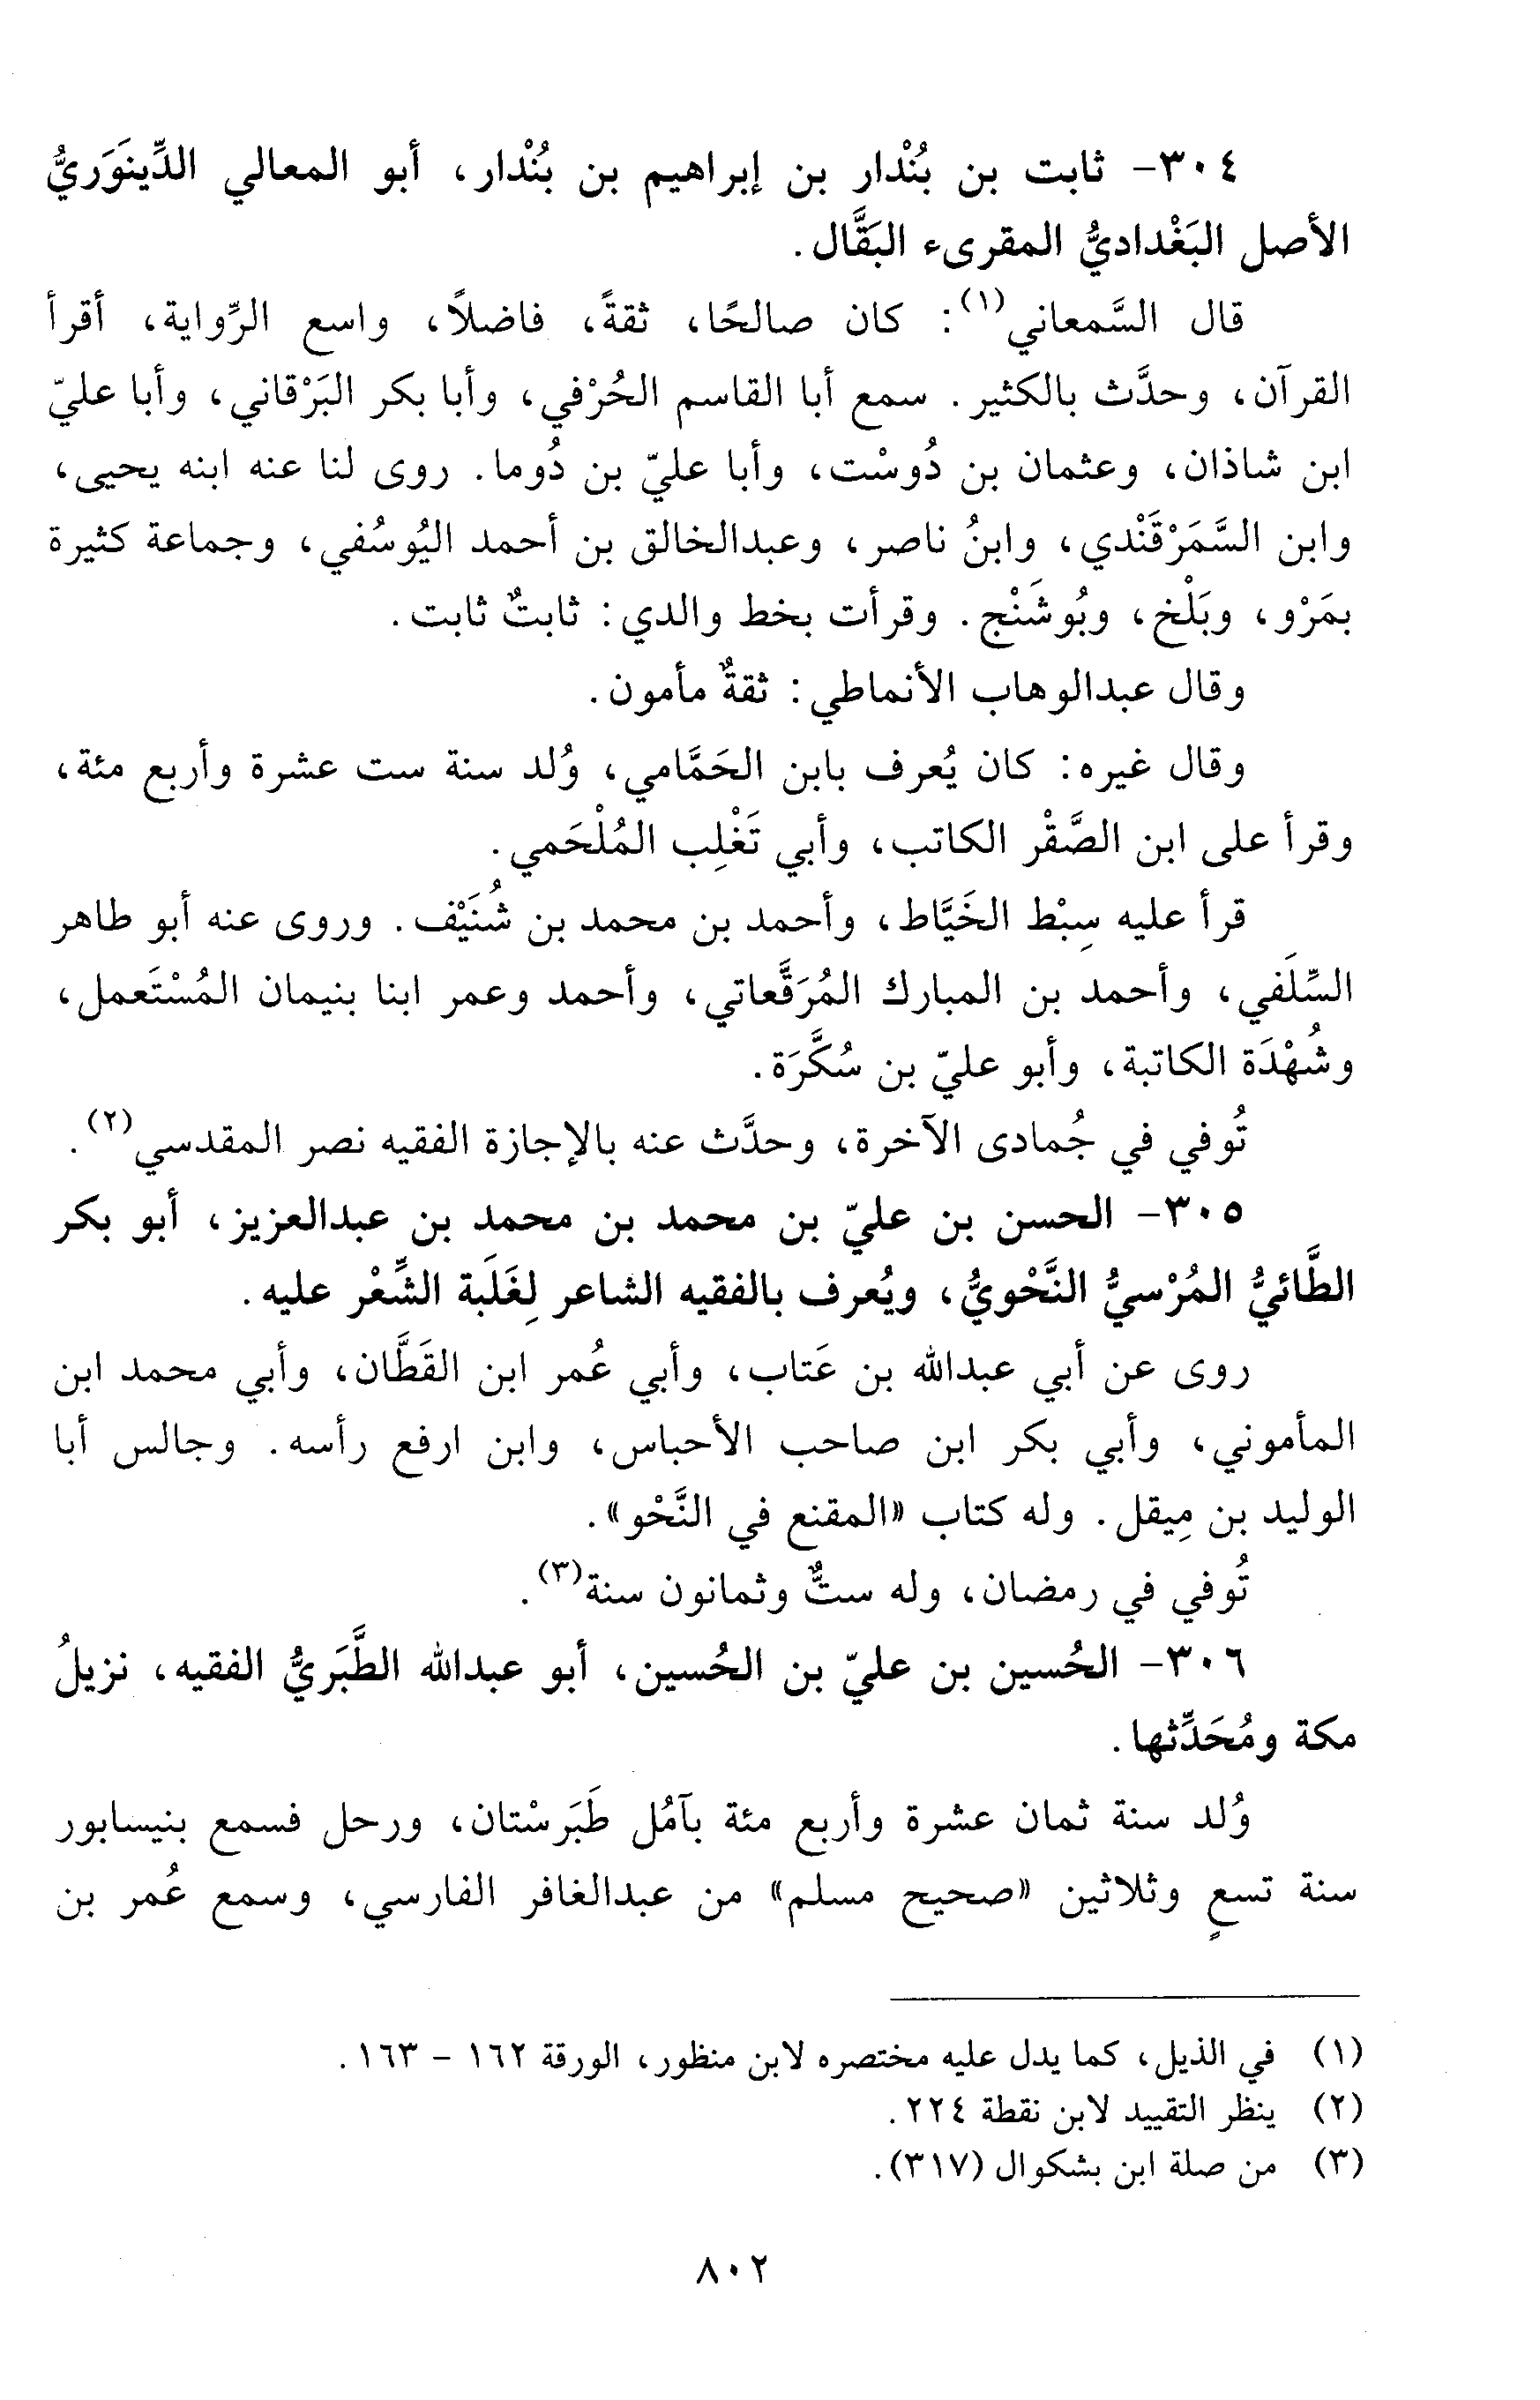 ٣٠٤- ثابت بن بُنْدار بن إبراهيم بن بُنْدار، أبو المعالي الدِّينَوَريُّ
الأصل البَغْداديُّ المقرىء البَقَّال.
قال السَّمعاني(١): كان صالحًا، ثقةً، فاضلاً، واسع الرِّواية، أقرأ
القرآن، وحدَّث بالكثير. سمع أبا القاسم الحُرْفي، وأبا بكر البَرْقاني، وأبا عليّ
ابن شاذان، وعثمان بن دُوسْت، وأبا عليّ بن دُوما. روى لنا عنه ابنه يحيى،
وابن السَّمَرْقَنْدي، وابنُ ناصر، وعبدالخالق بن أحمد اليُوسُفي، وجماعة كثيرة
بمَرْو، وبَلْخ، وبُوشَنْج. وقرأت بخط والدي: ثابتٌ ثابت.
وقال عبدالوهاب الأنماطي: ثقةٌ مأمون.
وقال غيره: كان يُعرف بابن الحَمَّامي، وُلد سنة ست عشرة وأربع مئة،
وقرأ على ابن الصَّقْر الكاتب، وأبي تَغْلِب المُلْحَمي.
قرأ عليه سِبْط الخَيَّاط، وأحمد بن محمد بن شُنَيْف. وروى عنه أبو طاهر
السِّلَفي، وأحمد بن المبارك المُرَقَّعاتي، وأحمد وعمر ابنا بنيمان المُسْتَعمل،
وشُهْدَة الكاتبة، وأبو عليّ بن سُكَّرَة.
تُوفي في جُمادى الآخرة، وحدَّث عنه بالإجازة الفقيه نصر المقدسي(٢).
٣٠٥- الحسن بن عليّ بن محمد بن محمد بن عبدالعزيز، أبو بكر
الطَّائيُّ المُرْسيُّ النَّحْويُّ، ويُعرف بالفقيه الشاعر لِغَلَبة الشِّعْر عليه.
روى عن أبي عبدالله بن عَتاب، وأبي عُمر ابن القَطَّان، وأبي محمد ابن
المأموني، وأبي بكر ابن صاحب الأحباس، وابن ارفع رأسه. وجالس أبا
الوليد بن مِيقل. وله كتاب «المقنع في النَّحْو».
تُوفي في رمضان، وله ستٌّ وثمانون سنة(٣).
٣٠٦- الحُسين بن عليّ بن الحُسين، أبو عبدالله الطَّبَريُّ الفقيه، نزيلُ
مكة ومُحَدِّثها.
وُلد سنة ثمان عشرة وأربع مئة بآمُل طَبَرسْتان، ورحل فسمع بنيسابور
سنة تسعٍ وثلاثين «صحيح مسلم» من عبدالغافر الفارسي، وسمع عُمر بن
(١) في الذيل، كما يدل عليه مختصره لابن منظور، الورقة ١٦٢ - ١٦٣.
(٢) ينظر التقييد لابن نقطة ٢٢٤.
(٣) من صلة ابن بشكوال (٣١٧).
٨٠٢